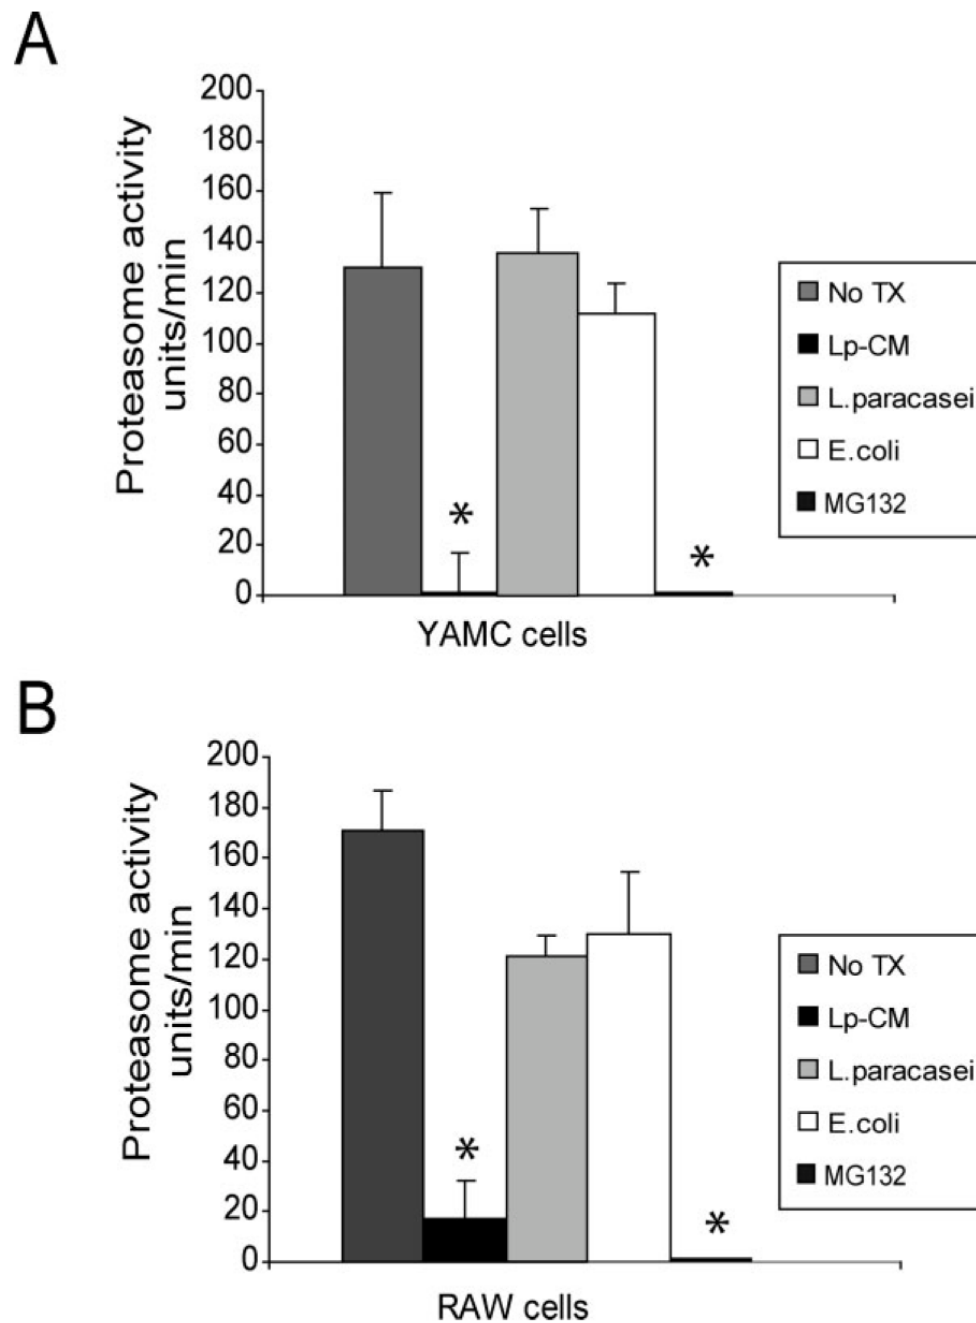 A
Proteasome activity
units/min
200
180
160
140
120
100
80
60
40
20
0
*
*
YAMC cells
No TX
Lp-CM
L.paracasei
E.coli
MG132
B
Proteasome activity
units/min
200
180
160
140
120
100
80
60
40
20
0
*
*
RAW cells
No TX
Lp-CM
L.paracasei
E.coli
MG132